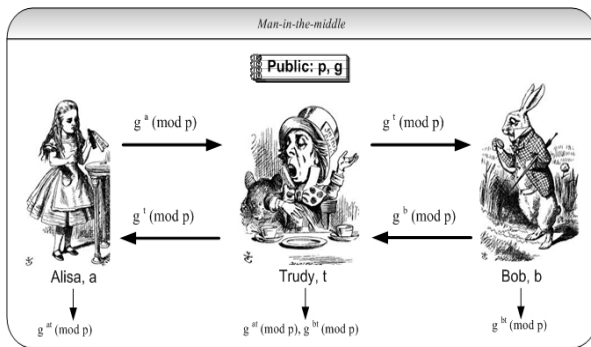 Man-in-the-middle
Public: p, g
g^a (mod p)
g^t (mod p)
g^t (mod p)
g^b (mod p)
Alisa, a
Trudy, t
Bob, b
g^at (mod p)
g^at (mod p), g^bt (mod p)
g^bt (mod p)